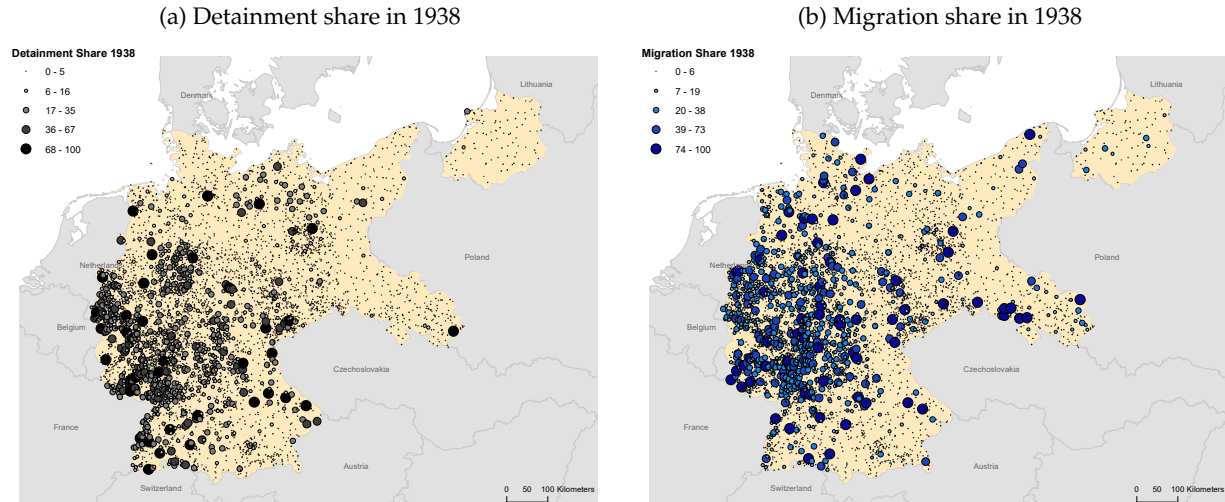 (a) Detainment share in 1938
Detainment Share 1938
0 - 5
6 - 16
17 - 35
36 - 67
68 - 100
Denmark
Lithuania
Netherland
Poland
Belgium
Czechoslovakia
France
Austria
Switzerland
0 50 100 Kilometers
(b) Migration share in 1938
Migration Share 1938
0 - 6
7 - 19
20 - 38
39 - 73
74 - 100
Denmark
Lithuania
Netherland
Poland
Belgium
Czechoslovakia
France
Austria
Switzerland
0 50 100 Kilometers